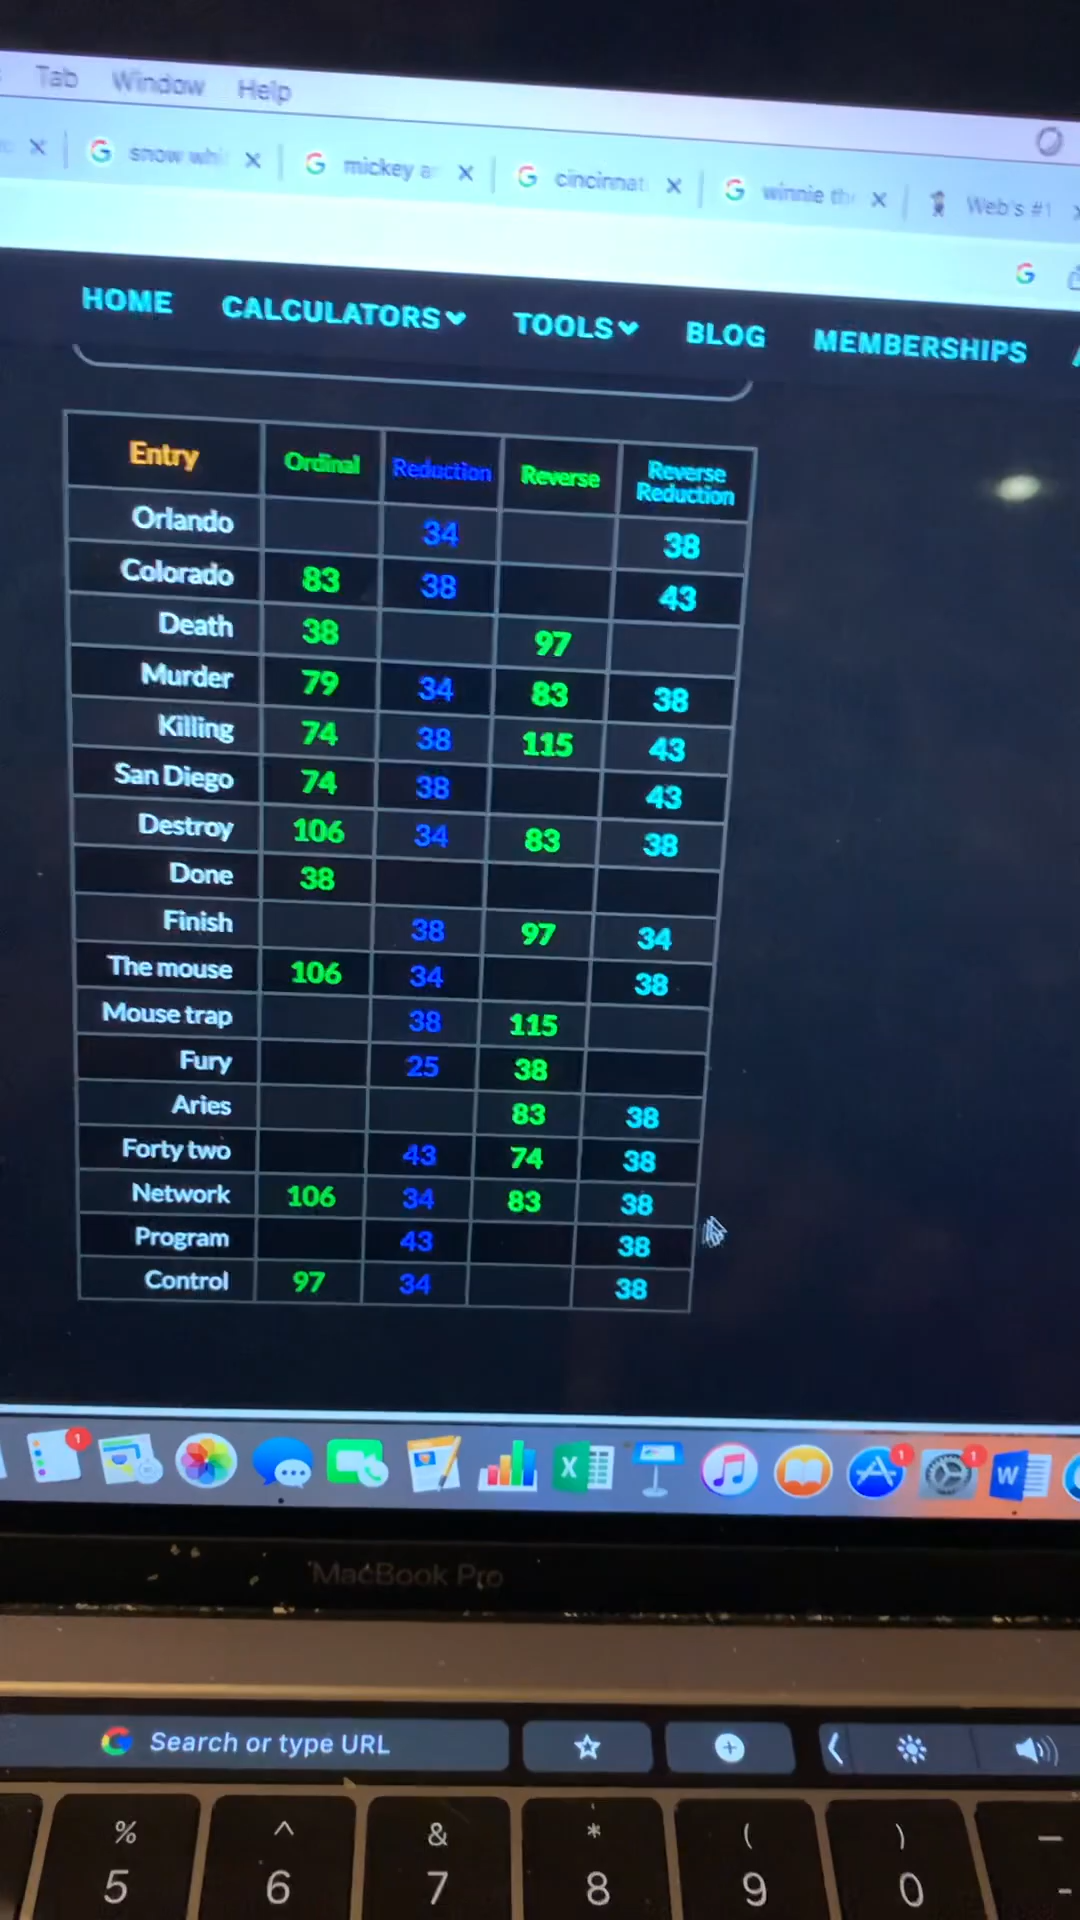 Tab Window Help
snow whi mickey a cincinnati winnie the Web's #1
HOME CALCULATORS TOOLS BLOG MEMBERSHIPS
Entry Ordinal Reduction Reverse Reverse Reduction
Orlando 34 38
Colorado 83 38 43
Death 38 97
Murder 79 34 83 38
Killing 74 38 115 43
San Diego 74 38 43
Destroy 106 34 83 38
Done 38
Finish 38 97 34
The mouse 106 34 38
Mouse trap 38 115
Fury 25 38
Aries 83 38
Forty two 43 74 38
Network 106 34 83 38
Program 43 38
Control 97 34 38
1 1 1
X W
MacBook Pro
Search or type URL
% ^ & * ( ) —
5 6 7 8 9 0 -